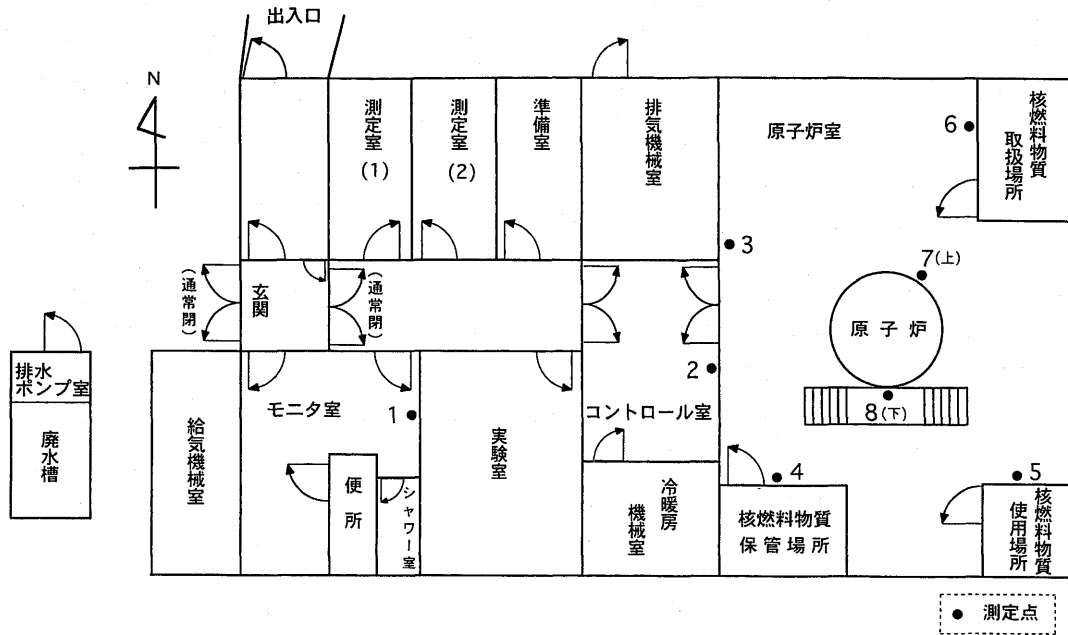 出入口
N
測定室
(1)
測定室
(2)
準備室
排気機械室
原子炉室
核燃料物質
取扱場所
6
3
7(上)
(通常閉)
玄関
(通常閉)
原子炉
2
8(下)
排水
ポンプ室
廃水槽
給気機械室
モニタ室
1
コントロール室
実験室
便所
シャワー室
冷暖房
機械室
4
核燃料物質
保管場所
5
核燃料物質
使用場所
● 測定点